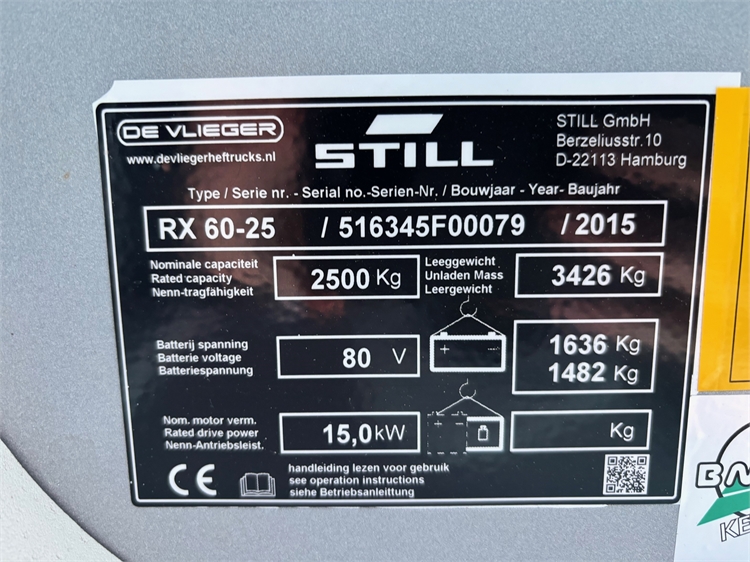 DE VLIEGER
www.devliegerheftrucks.nl
STILL
STILL GmbH
Berzeliusstr.10
D-22113 Hamburg
Type / Serie nr. - Serial no.-Serien-Nr. / Bouwjaar - Year- Baujahr
RX 60-25 / 516345F00079 / 2015
Nominale capaciteit
Rated capacity
Nenn-tragfähigkeit
2500 Kg
Leeggewicht
Unladen Mass
Leergewicht
3426 Kg
Batterij spanning
Batterie voltage
Batteriespannung
80 V
- +
1636 Kg
1482 Kg
Nom. motor verm.
Rated drive power
Nenn-Antriebsleist.
15,0kW
Kg
CE
handleiding lezen voor gebruik
see operation instructions
siehe Betriebsanleittung